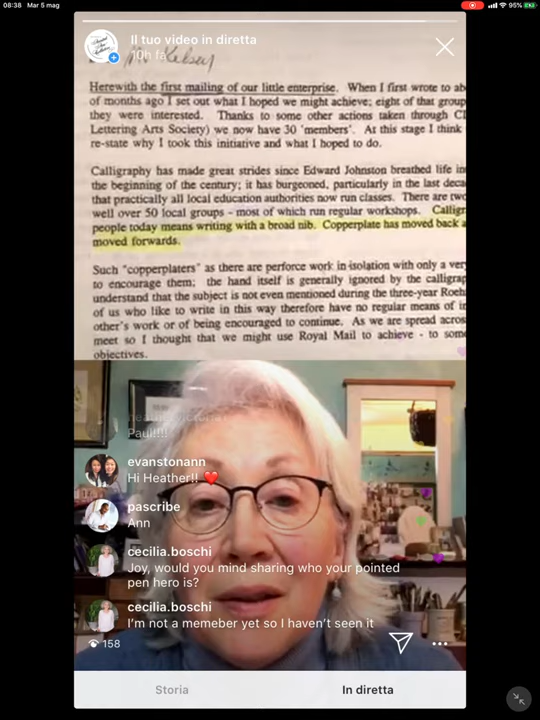 08:38 Mar 5 mag
95%
Il tuo video in diretta
10h fa
Kelsey
Herewith the first mailing of our little enterprise. When I first wrote to ab
of months ago I set out what I hoped we might achieve; eight of that group
they were interested. Thanks to some other actions taken through CL
Lettering Arts Society) we now have 30 'members'. At this stage I think
re-state why I took this initiative and what I hoped to do.
Calligraphy has made great strides since Edward Johnston breathed life in
the beginning of the century; it has burgeoned, particularly in the last deca
that practically all local education authorities now run classes. There are two
well over 50 local groups - most of which run regular workshops. Calligr
people today means writing with a broad nib. Copperplate has moved back a
moved forwards.
Such "copperplaters" as there are perforce work in isolation with only a very
to encourage them; the hand itself is generally ignored by the calligrap
understand that the subject is not even mentioned during the three-year Roeh
of us who like to write in this way therefore have no regular means of
other's work or of being encouraged to continue. As we are spread acros
meet so I thought that we might use Royal Mail to achieve - to some
objectives.
Paul!!!!
evanstonann
Hi Heather!! ❤️
pascribe
Ann
cecilia.boschi
Joy, would you mind sharing who your pointed
pen hero is?
cecilia.boschi
I'm not a memeber yet so I haven't seen it
158
Storia
In diretta